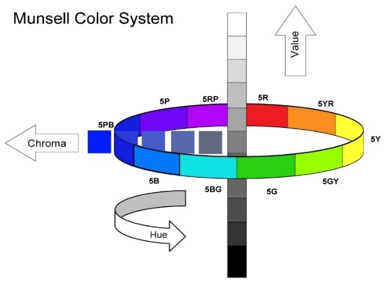 Munsell Color System
Value
5P
5RP
5R
5YR
5PB
5Y
Chroma
5B
5BG
5G
5GY
Hue